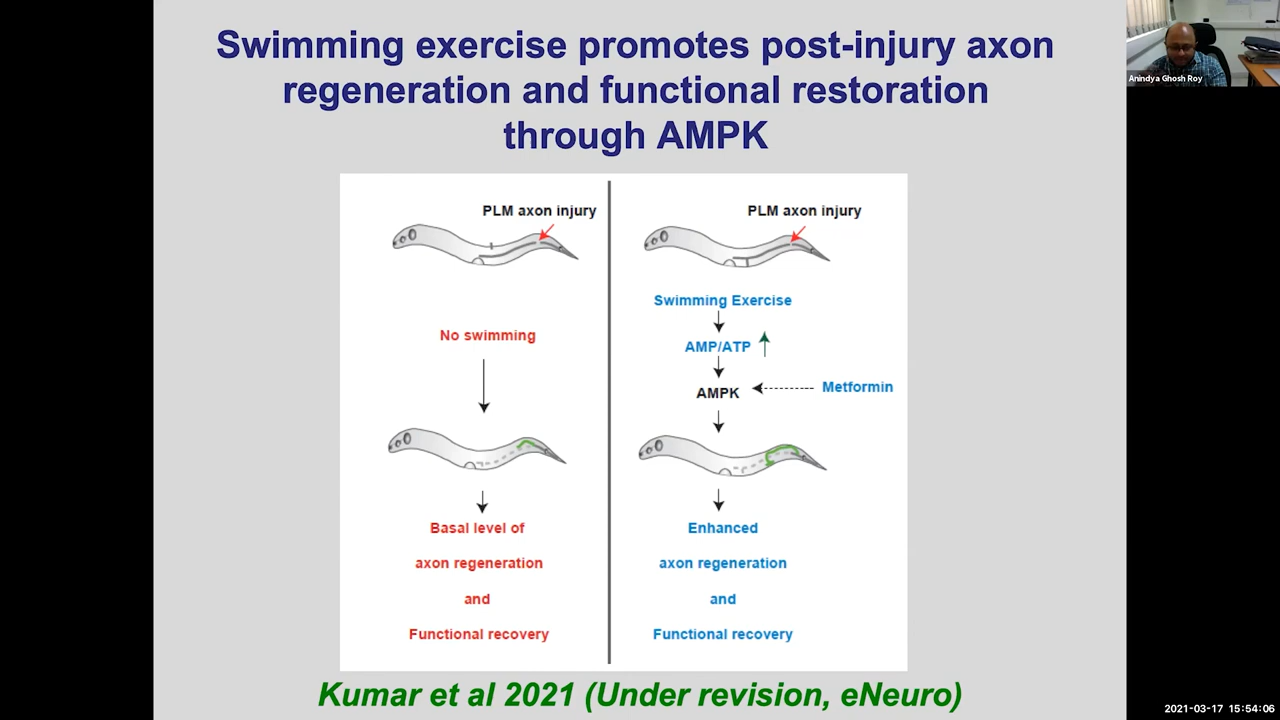 Swimming exercise promotes post-injury axon
regeneration and functional restoration
through AMPK
Anindya Ghosh Roy
PLM axon injury
No swimming
Basal level of
axon regeneration
and
Functional recovery
PLM axon injury
Swimming Exercise
AMP/ATP
AMPK
Metformin
Enhanced
axon regeneration
and
Functional recovery
Kumar et al 2021 (Under revision, eNeuro)
2021-03-17 15:54:06